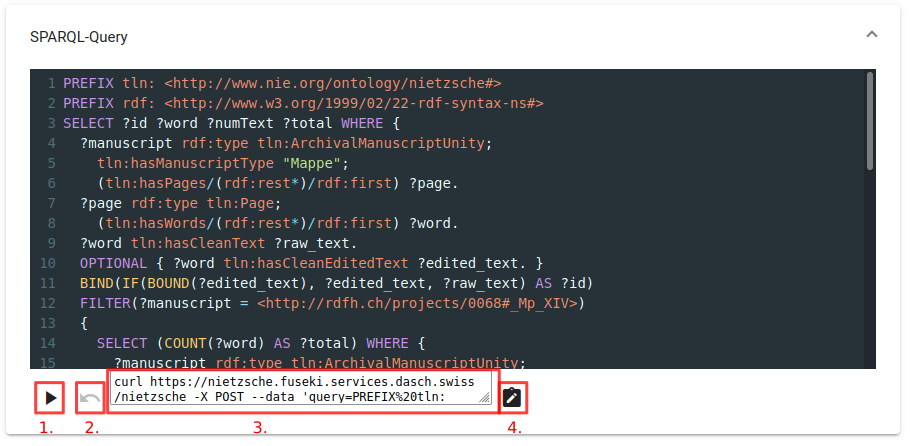 SPARQL-Query
1 PREFIX tln: <http://www.nie.org/ontology/nietzsche#>
2 PREFIX rdf: <http://www.w3.org/1999/02/22-rdf-syntax-ns#>
3 SELECT ?id ?word ?numText ?total WHERE {
4 ?manuscript rdf:type tln:ArchivalManuscriptUnity;
5 tln:hasManuscriptType "Mappe";
6 (tln:hasPages/(rdf:rest*)/rdf:first) ?page.
7 ?page rdf:type tln:Page;
8 (tln:hasWords/(rdf:rest*)/rdf:first) ?word.
9 ?word tln:hasCleanText ?raw_text.
10 OPTIONAL { ?word tln:hasCleanEditedText ?edited_text. }
11 BIND(IF(BOUND(?edited_text), ?edited_text, ?raw_text) AS ?id)
12 FILTER(?manuscript = <http://rdfh.ch/projects/0068#_Mp_XIV>)
13 {
14 SELECT (COUNT(?word) AS ?total) WHERE {
15 ?manuscript rdf:type tln:ArchivalManuscriptUnity;
curl https://nietzsche.fuseki.services.dasch.swiss
/nietzsche -X POST --data 'query=PREFIX%20tln:
1. 2. 3. 4.